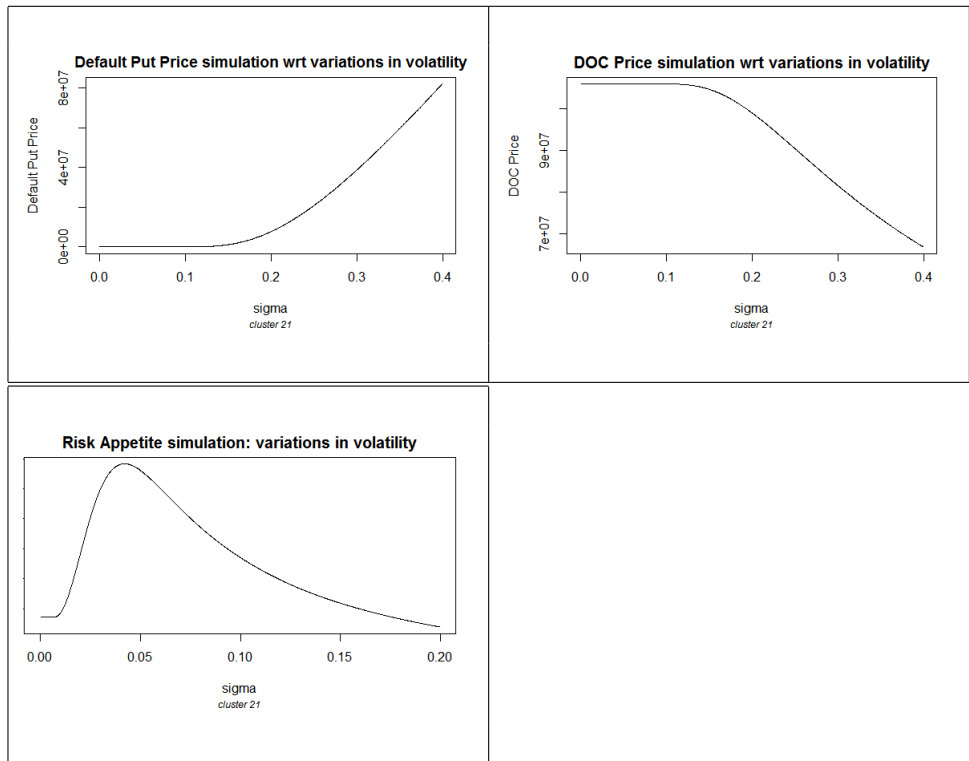 Default Put Price simulation wrt variations in volatility
Default Put Price
8e+07
4e+07
0e+00
0.0 0.1 0.2 0.3 0.4
sigma
cluster 21
DOC Price simulation wrt variations in volatility
DOC Price
9e+07
7e+07
0.0 0.1 0.2 0.3 0.4
sigma
cluster 21
Risk Appetite simulation: variations in volatility
0.00 0.05 0.10 0.15 0.20
sigma
cluster 21